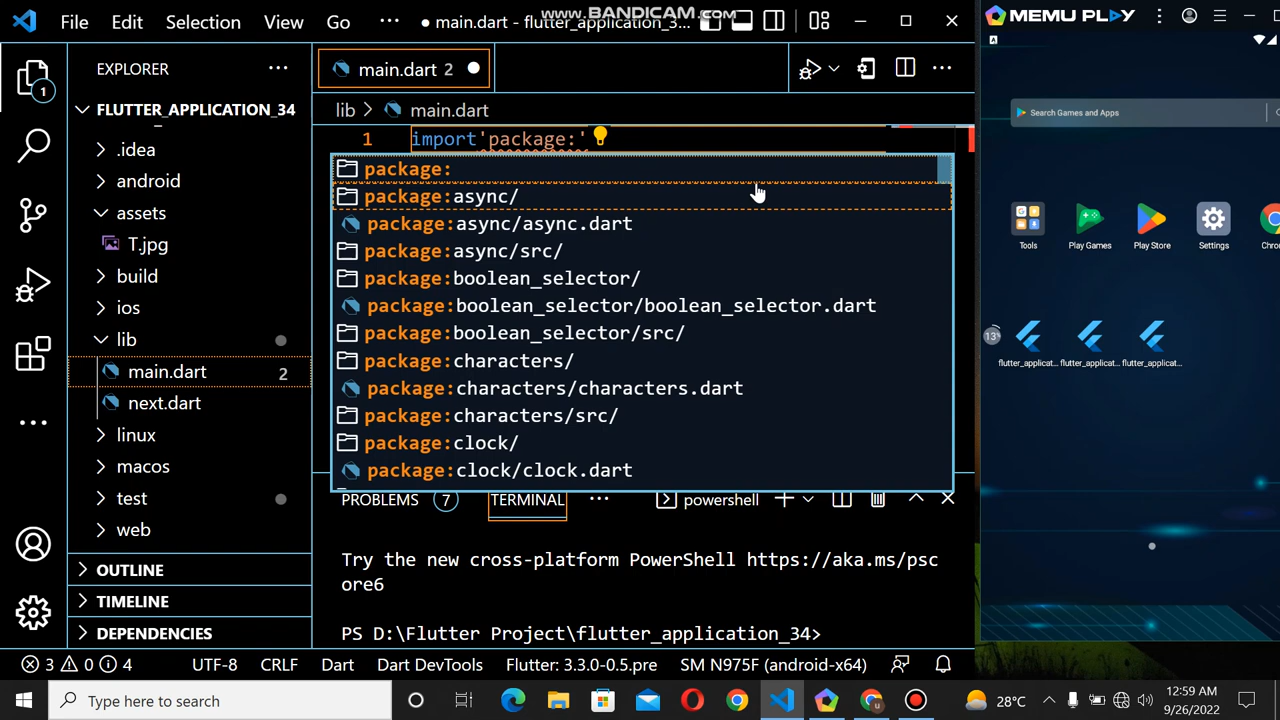 File Edit Selection View Go ··· ● main.dart - flutter_application_3...
www.BANDICAM.com
MEMU PLAY
A
EXPLORER ···
main.dart 2
1
FLUTTER_APPLICATION_34
lib > main.dart
Search Games and Apps
.idea
1 import'package:'
android
package:
package:async/
assets
package:async/async.dart
T.jpg
package:async/src/
Tools Play Games Play Store Settings Chro
build
package:boolean_selector/
ios
package:boolean_selector/boolean_selector.dart
lib
package:boolean_selector/src/
13
package:characters/
flutter_applicat... flutter_applicat... flutter_applicat...
main.dart 2
package:characters/characters.dart
next.dart
package:characters/src/
linux
package:clock/
macos
package:clock/clock.dart
test
PROBLEMS 7 TERMINAL ··· powershell
web
Try the new cross-platform PowerShell https://aka.ms/psc
ore6
OUTLINE
TIMELINE
DEPENDENCIES
PS D:\Flutter Project\flutter_application_34>
3 0 4 UTF-8 CRLF Dart Dart DevTools Flutter: 3.3.0-0.5.pre SM N975F (android-x64)
Type here to search
28°C
12:59 AM
9/26/2022